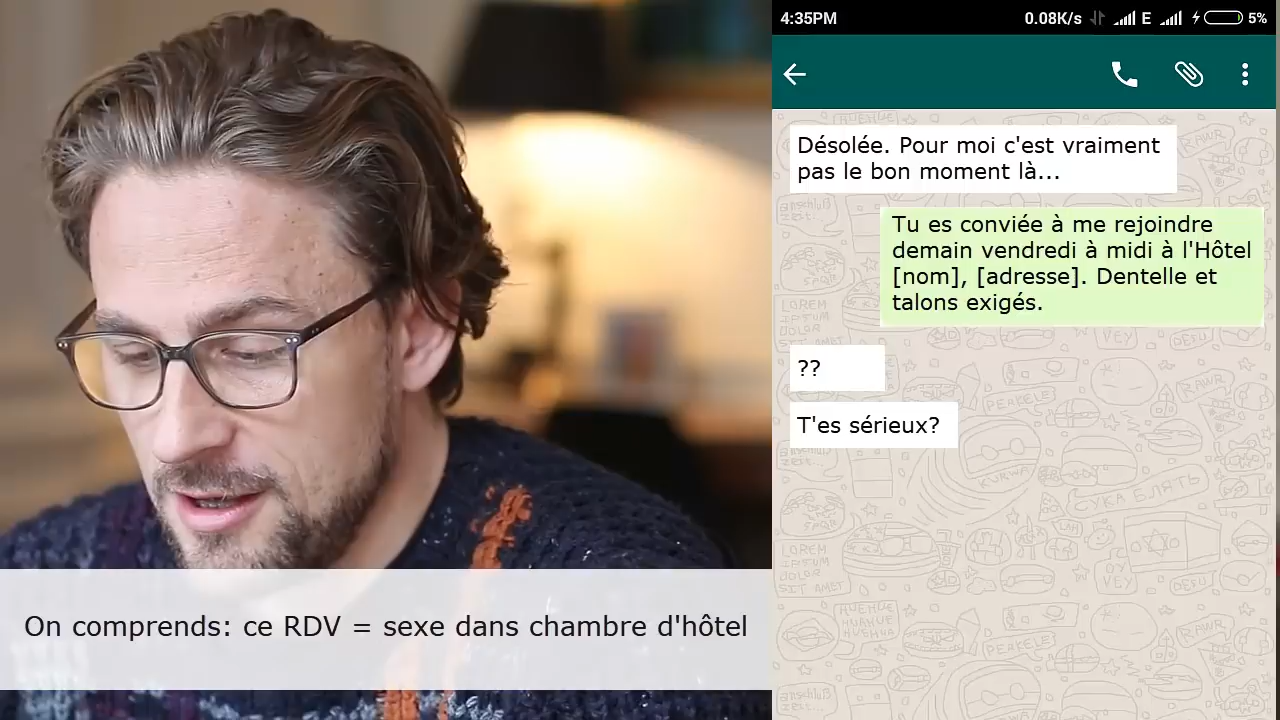 4:35PM
0.08K/s
E
5%
Désolée. Pour moi c'est vraiment
pas le bon moment là...
Tu es conviée à me rejoindre
demain vendredi à midi à l'Hôtel
[nom], [adresse]. Dentelle et
talons exigés.
??
T'es sérieux?
On comprends: ce RDV = sexe dans chambre d'hôtel